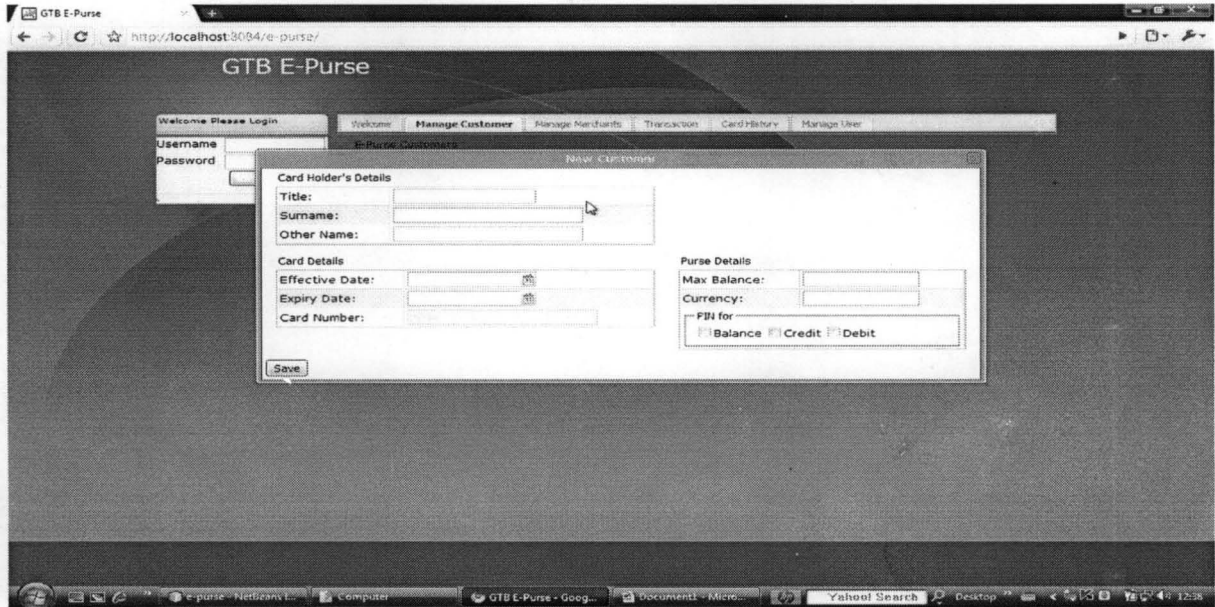 GTB E-Purse
http://localhost:8084/e-purse/
GTB E-Purse
Welcome Please Login
Welcome Manage Customer Manage Merchants Transaction Card History Manage User
Username
Password
E-Purse Customers
New Customer
Card Holder's Details
Title:
Surname:
Other Name:
Card Details
Effective Date:
Expiry Date:
Card Number:
Purse Details
Max Balance:
Currency:
PIN for
Balance Credit Debit
Save
e-purse - NetBeans I... Computer GTB E-Purse - Goog... Document1 - Micro... Yahoo! Search Desktop 12:38